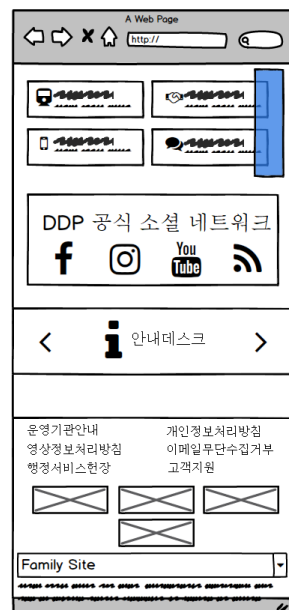 A Web Page
http://
DDP 공식 소셜 네트워크
f
You
Tube
i 안내데스크
운영기관안내 개인정보처리방침
영상정보처리방침 이메일무단수집거부
행정서비스헌장 고객지원
Family Site